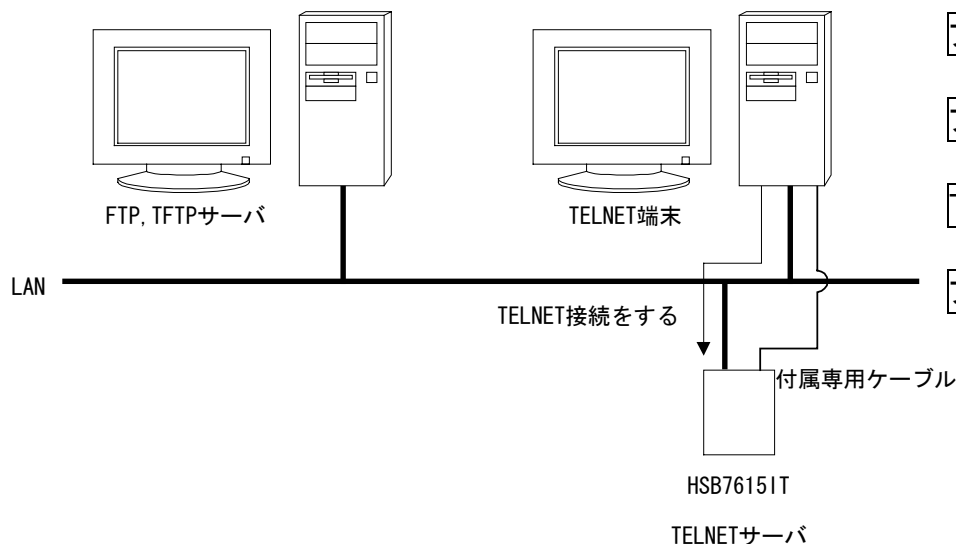 FTP,TFTPサーバ
TELNET端末
LAN
TELNET接続をする
付属専用ケーブル
HSB7615IT
TELNETサーバ